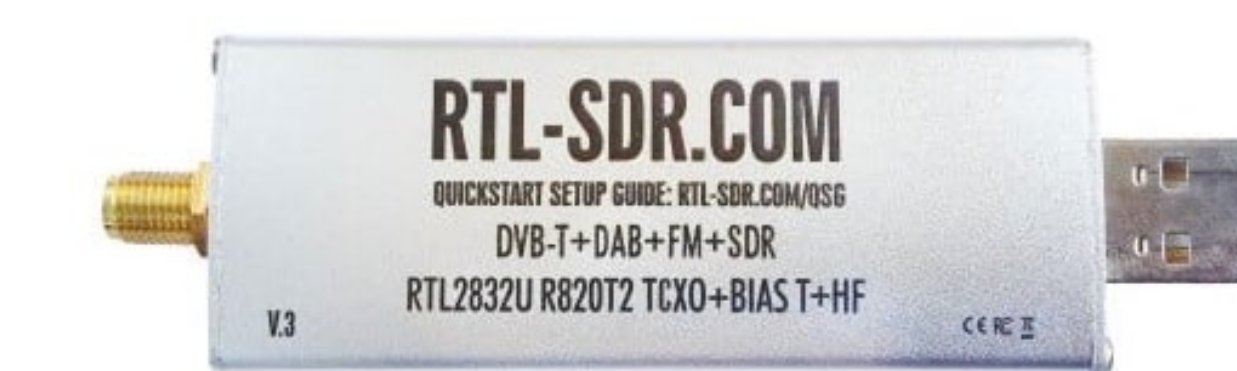 RTL-SDR.COM
QUICKSTART SETUP GUIDE: RTL-SDR.COM/QSG
DVB-T+DAB+FM+SDR
RTL2832U R820T2 TCXO+BIAS T+HF
V.3